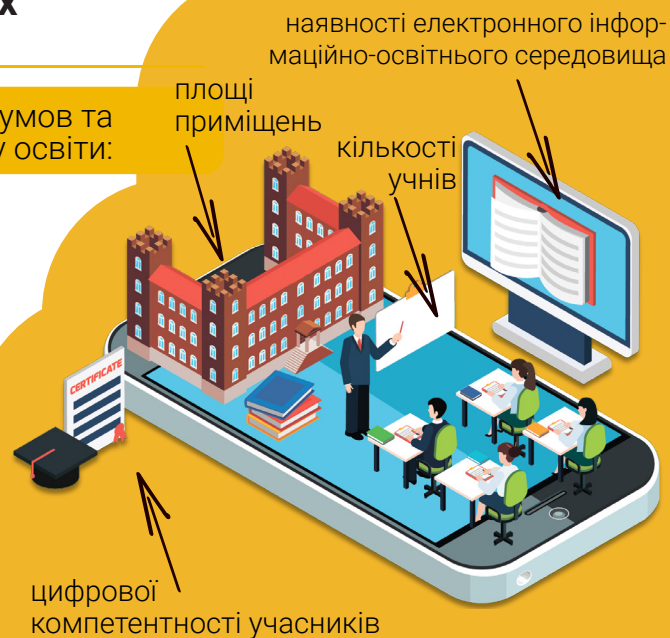 х
наявності електронного інфор-
маційно-освітнього середовища
умов та
у освіти:
площі
приміщень
кількості
учнів
CERTIFICATE
цифрової
компетентності учасників